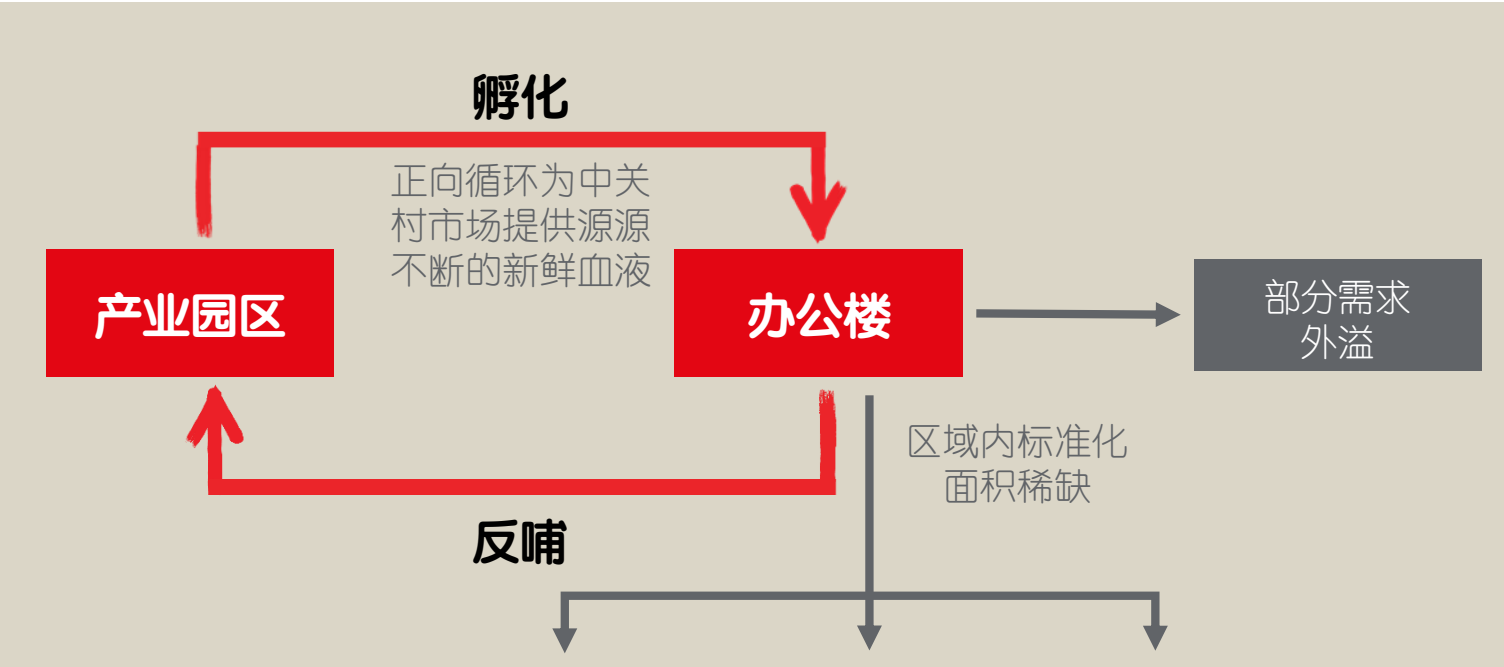 孵化
正向循环为中关
村市场提供源源
不断的新鲜血液
产业园区
办公楼
部分需求
外溢
区域内标准化
面积稀缺
反哺